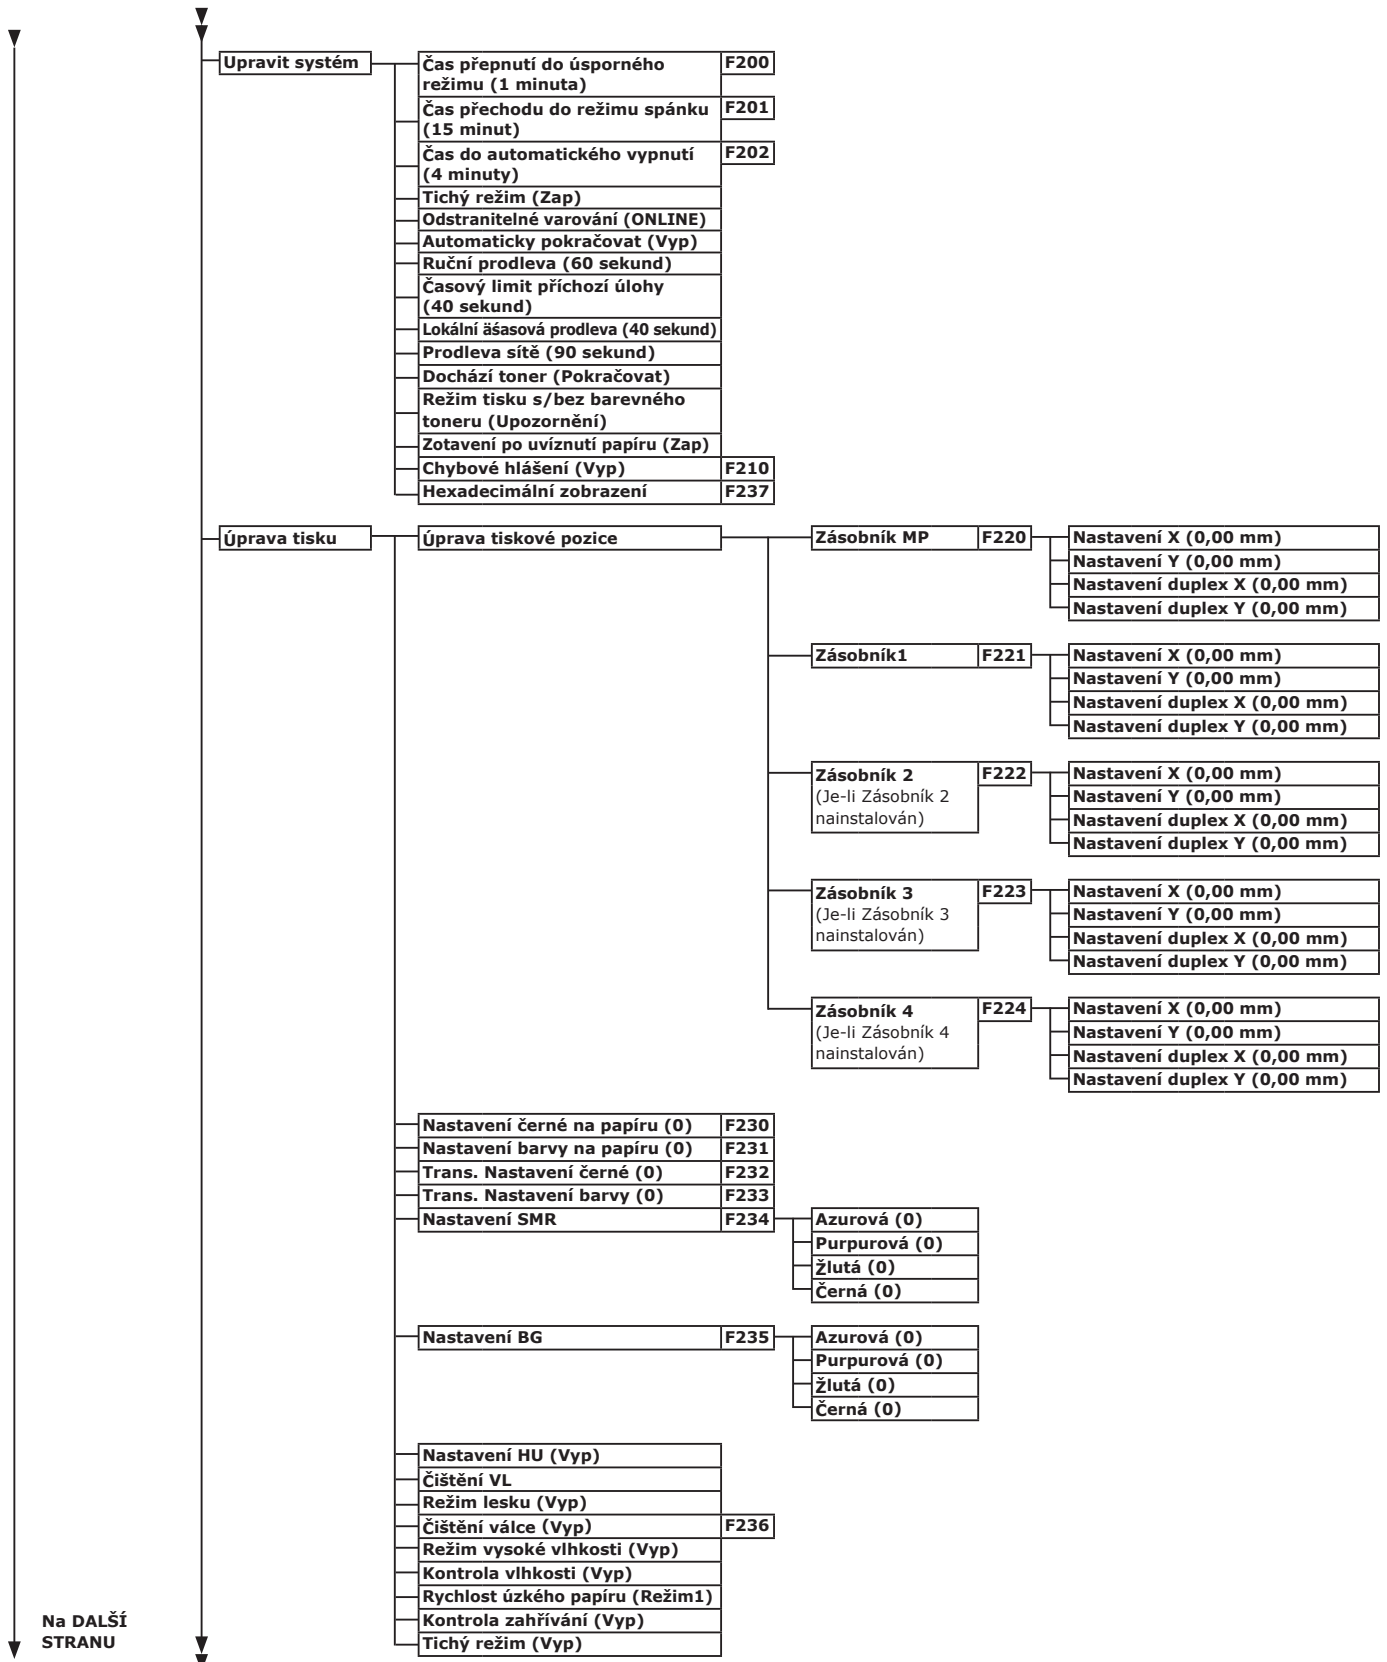 Upravit systém
Čas přepnutí do úsporného
režimu (1 minuta)
F200
Čas přechodu do režimu spánku
(15 minut)
F201
Čas do automatického vypnutí
(4 minuty)
F202
Tichý režim (Zap)
Odstranitelné varování (ONLINE)
Automaticky pokračovat (Vyp)
Ruční prodleva (60 sekund)
Časový limit příchozí úlohy
(40 sekund)
Lokální äśasová prodleva (40 sekund)
Prodleva sítě (90 sekund)
Dochází toner (Pokračovat)
Režim tisku s/bez barevného
toneru (Upozornění)
Zotavení po uvíznutí papíru (Zap)
Chybové hlášení (Vyp) F210
Hexadecimální zobrazení F237
Úprava tisku
Úprava tiskové pozice
Zásobník MP F220
Nastavení X (0,00 mm)
Nastavení Y (0,00 mm)
Nastavení duplex X (0,00 mm)
Nastavení duplex Y (0,00 mm)
Zásobník1 F221
Nastavení X (0,00 mm)
Nastavení Y (0,00 mm)
Nastavení duplex X (0,00 mm)
Nastavení duplex Y (0,00 mm)
Zásobník 2
(Je-li Zásobník 2
nainstalován)
F222
Nastavení X (0,00 mm)
Nastavení Y (0,00 mm)
Nastavení duplex X (0,00 mm)
Nastavení duplex Y (0,00 mm)
Zásobník 3
(Je-li Zásobník 3
nainstalován)
F223
Nastavení X (0,00 mm)
Nastavení Y (0,00 mm)
Nastavení duplex X (0,00 mm)
Nastavení duplex Y (0,00 mm)
Zásobník 4
(Je-li Zásobník 4
nainstalován)
F224
Nastavení X (0,00 mm)
Nastavení Y (0,00 mm)
Nastavení duplex X (0,00 mm)
Nastavení duplex Y (0,00 mm)
Nastavení černé na papíru (0) F230
Nastavení barvy na papíru (0) F231
Trans. Nastavení černé (0) F232
Trans. Nastavení barvy (0) F233
Nastavení SMR F234
Azurová (0)
Purpurová (0)
Žlutá (0)
Černá (0)
Nastavení BG F235
Azurová (0)
Purpurová (0)
Žlutá (0)
Černá (0)
Nastavení HU (Vyp)
Čištění VL
Režim lesku (Vyp)
Čištění válce (Vyp) F236
Režim vysoké vlhkosti (Vyp)
Kontrola vlhkosti (Vyp)
Rychlost úzkého papíru (Režim1)
Kontrola zahřívání (Vyp)
Tichý režim (Vyp)
Na DALŠÍ
STRANU